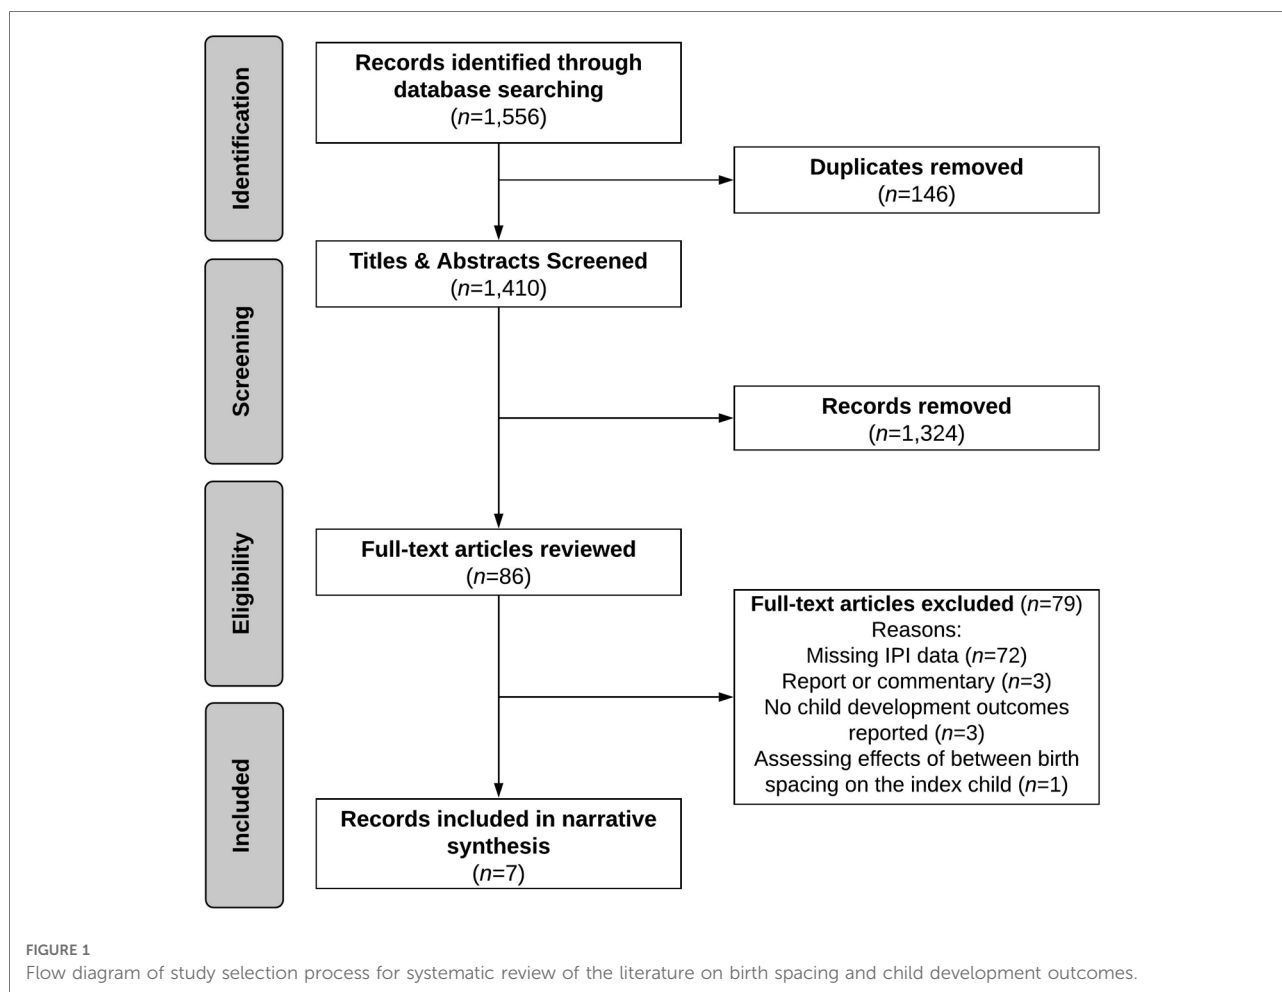 Identification
Records identified through
database searching
(n=1,556)
Duplicates removed
(n=146)
Screening
Titles & Abstracts Screened
(n=1,410)
Records removed
(n=1,324)
Eligibility
Full-text articles reviewed
(n=86)
Full-text articles excluded (n=79)
Reasons:
Missing IPI data (n=72)
Report or commentary (n=3)
No child development outcomes
reported (n=3)
Assessing effects of between birth
spacing on the index child (n=1)
Included
Records included in narrative
synthesis
(n=7)
FIGURE 1
Flow diagram of study selection process for systematic review of the literature on birth spacing and child development outcomes.